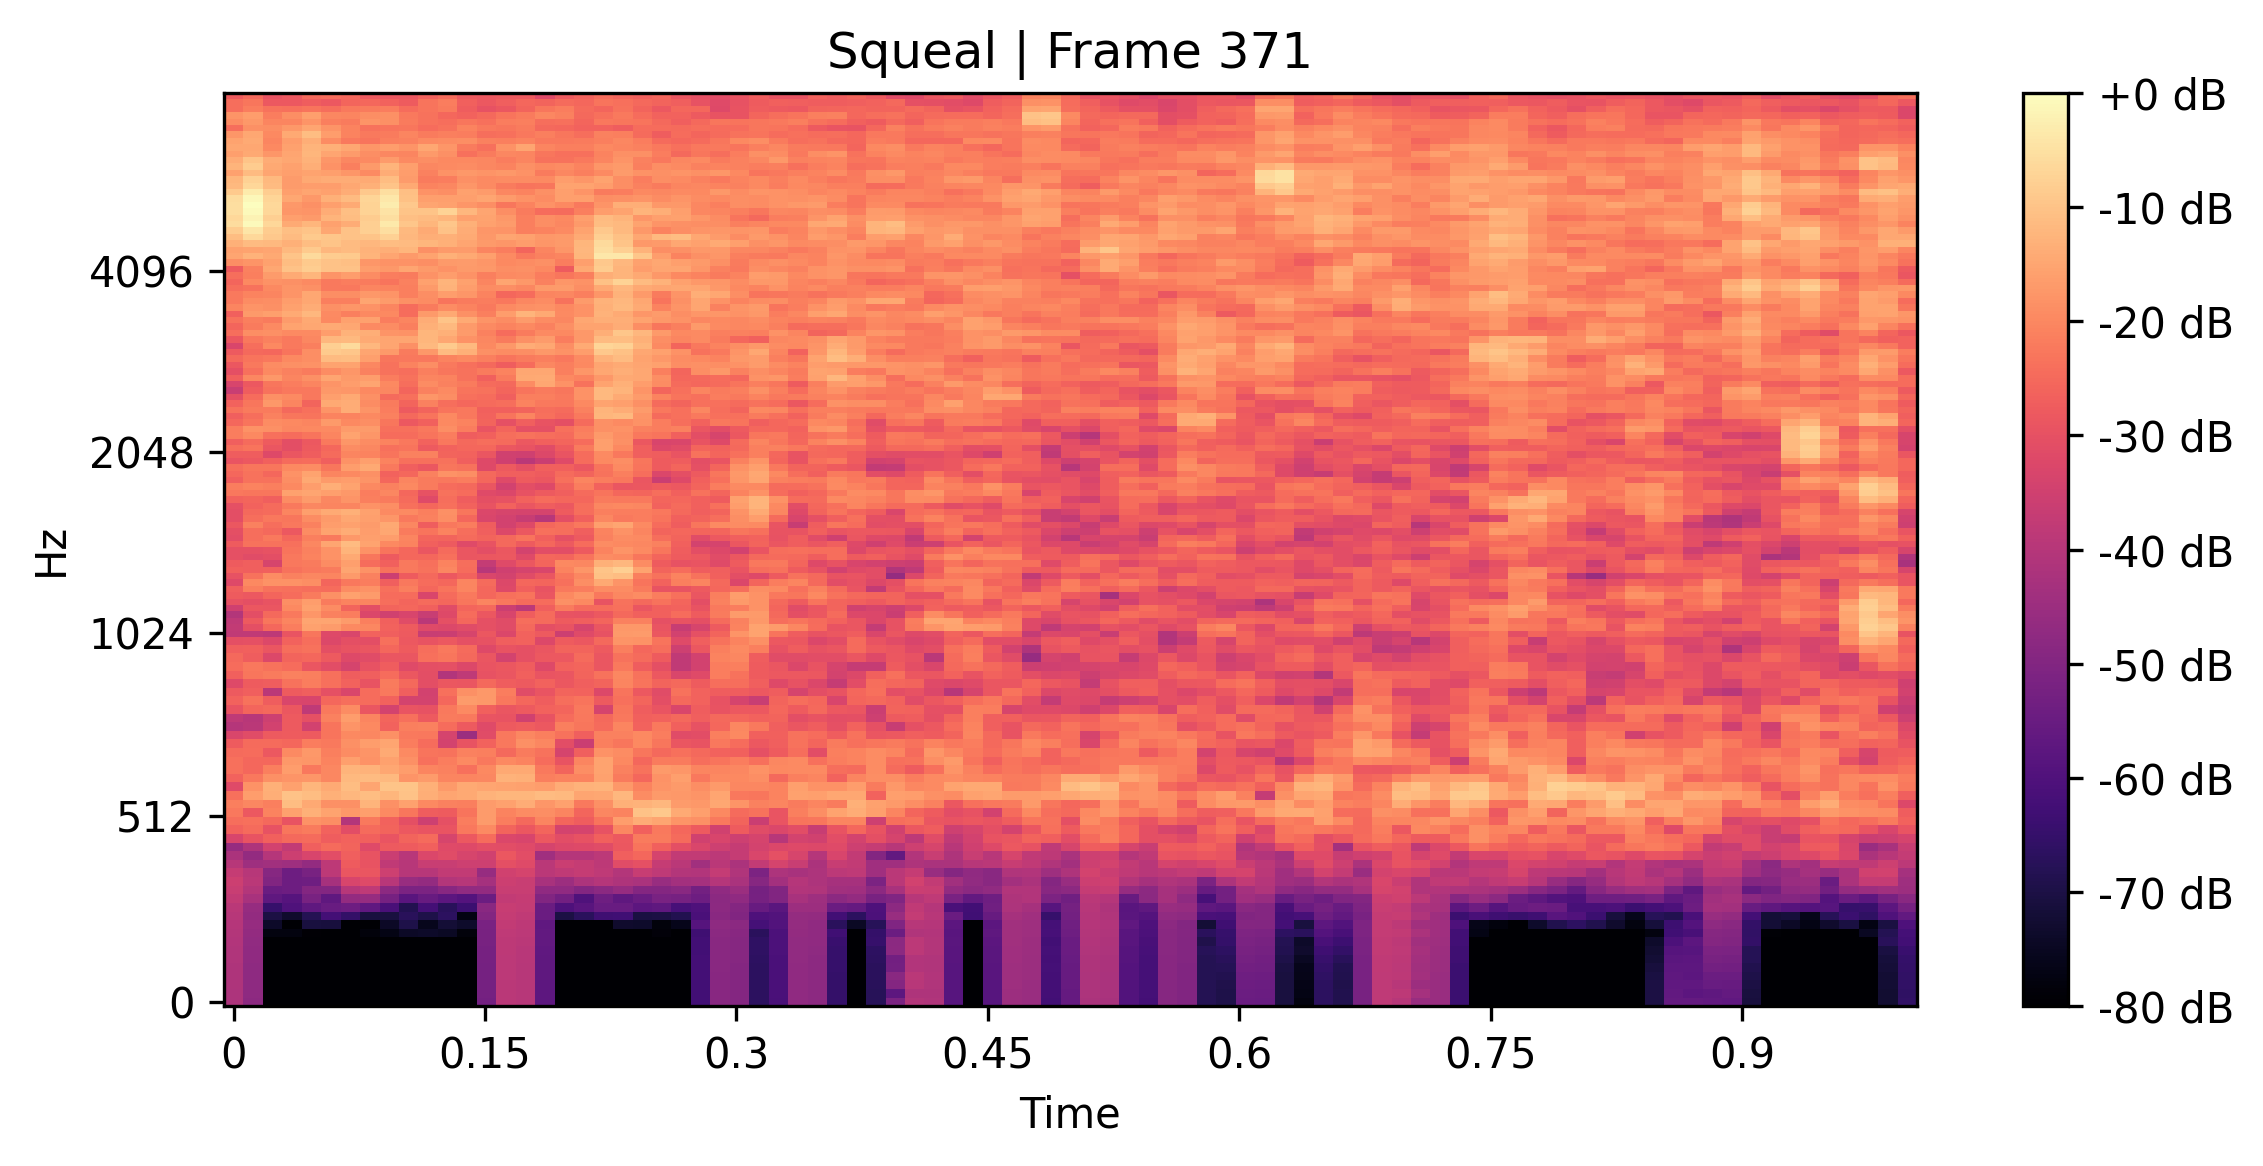 Squeal | Frame 371
+0 dB
-10 dB
-20 dB
-30 dB
-40 dB
-50 dB
-60 dB
-70 dB
-80 dB
Hz
4096
2048
1024
512
0
0 0.15 0.3 0.45 0.6 0.75 0.9
Time